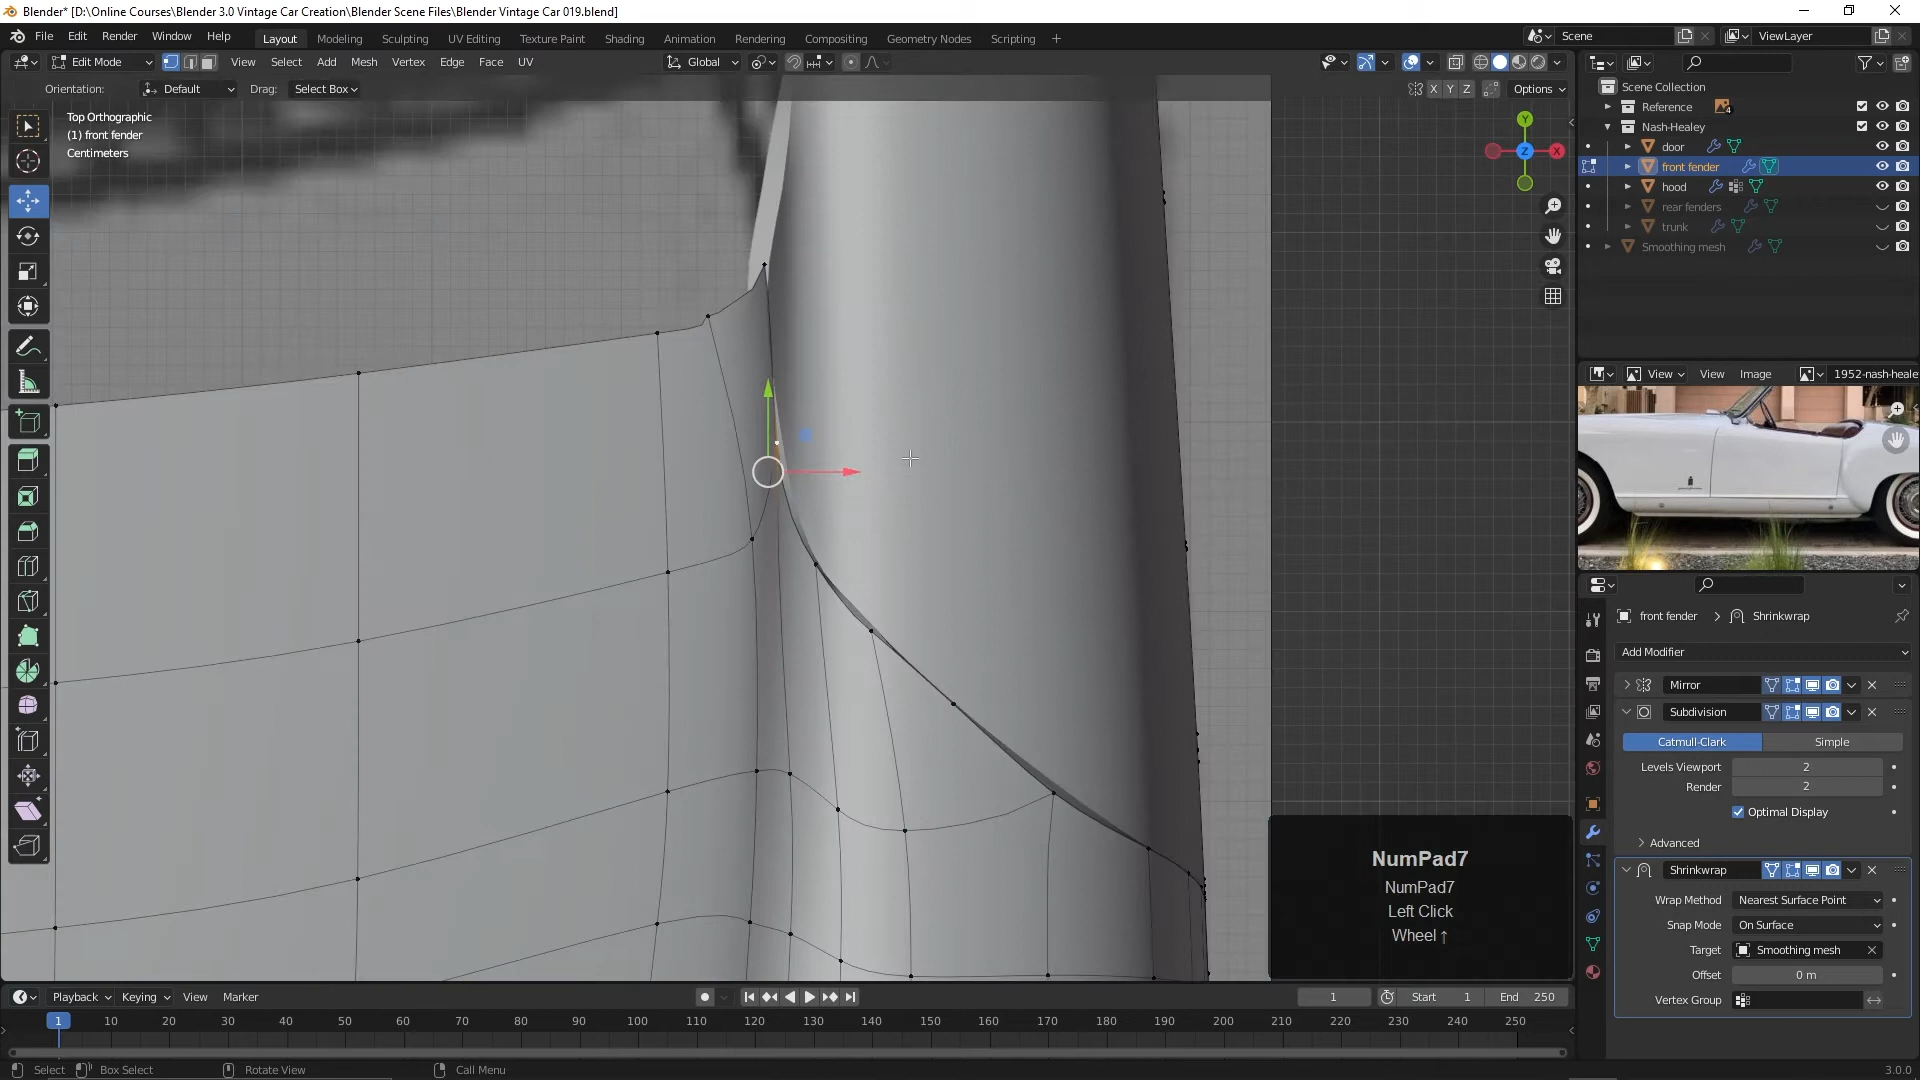 Blender* [D:\Online Courses\Blender 3.0 Vintage Car Creation\Blender Scene Files\Blender Vintage Car 019.blend]
File Edit Render Window Help Layout Modeling Sculpting UV Editing Texture Paint Shading Animation Rendering Compositing Geometry Nodes Scripting + Scene ViewLayer
Edit Mode View Select Add Mesh Vertex Edge Face UV Global
Orientation: Default Drag: Select Box X Y Z Options
Top Orthographic
(1) front fender
Centimeters
Y
Z
X
Scene Collection
Reference 4
Nash-Healey
door
front fender
hood
rear fenders
trunk
Smoothing mesh
View View Image 1952-nash-heale
front fender > Shrinkwrap
Add Modifier
Mirror
Subdivision
Catmull-Clark Simple
Levels Viewport 2
Render 2
Optimal Display
Advanced
Shrinkwrap
Wrap Method Nearest Surface Point
Snap Mode On Surface
Target Smoothing mesh
Offset 0 m
Vertex Group
NumPad7
NumPad7
Left Click
Wheel ↑
Playback Keying View Marker 1 Start 1 End 250
1 10 20 30 40 50 60 70 80 90 100 110 120 130 140 150 160 170 180 190 200 210 220 230 240 250
Select Box Select Rotate View Call Menu 3.0.0